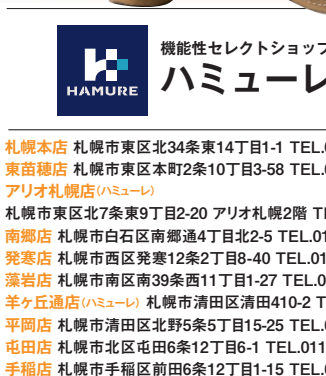 機能性セレクトショップ
ハミューレ
HAMURE
札幌本店 札幌市東区北34条東14丁目1-1 TEL.0
東苗穂店 札幌市東区本町2条10丁目3-58 TEL.0
アリオ札幌店(ハミューレ)
札幌市東区北7条東9丁目2-20 アリオ札幌2階 TE
南郷店 札幌市白石区南郷通4丁目北2-5 TEL.01
発寒店 札幌市西区発寒12条2丁目8-40 TEL.01
藻岩店 札幌市南区南39条西11丁目1-27 TEL.0
羊ヶ丘通店(ハミューレ) 札幌市清田区清田410-2 T
平岡店 札幌市清田区北野5条5丁目15-25 TEL.0
屯田店 札幌市北区屯田6条12丁目6-1 TEL.011
手稲店 札幌市手稲区前田6条12丁目1-15 TEL.0